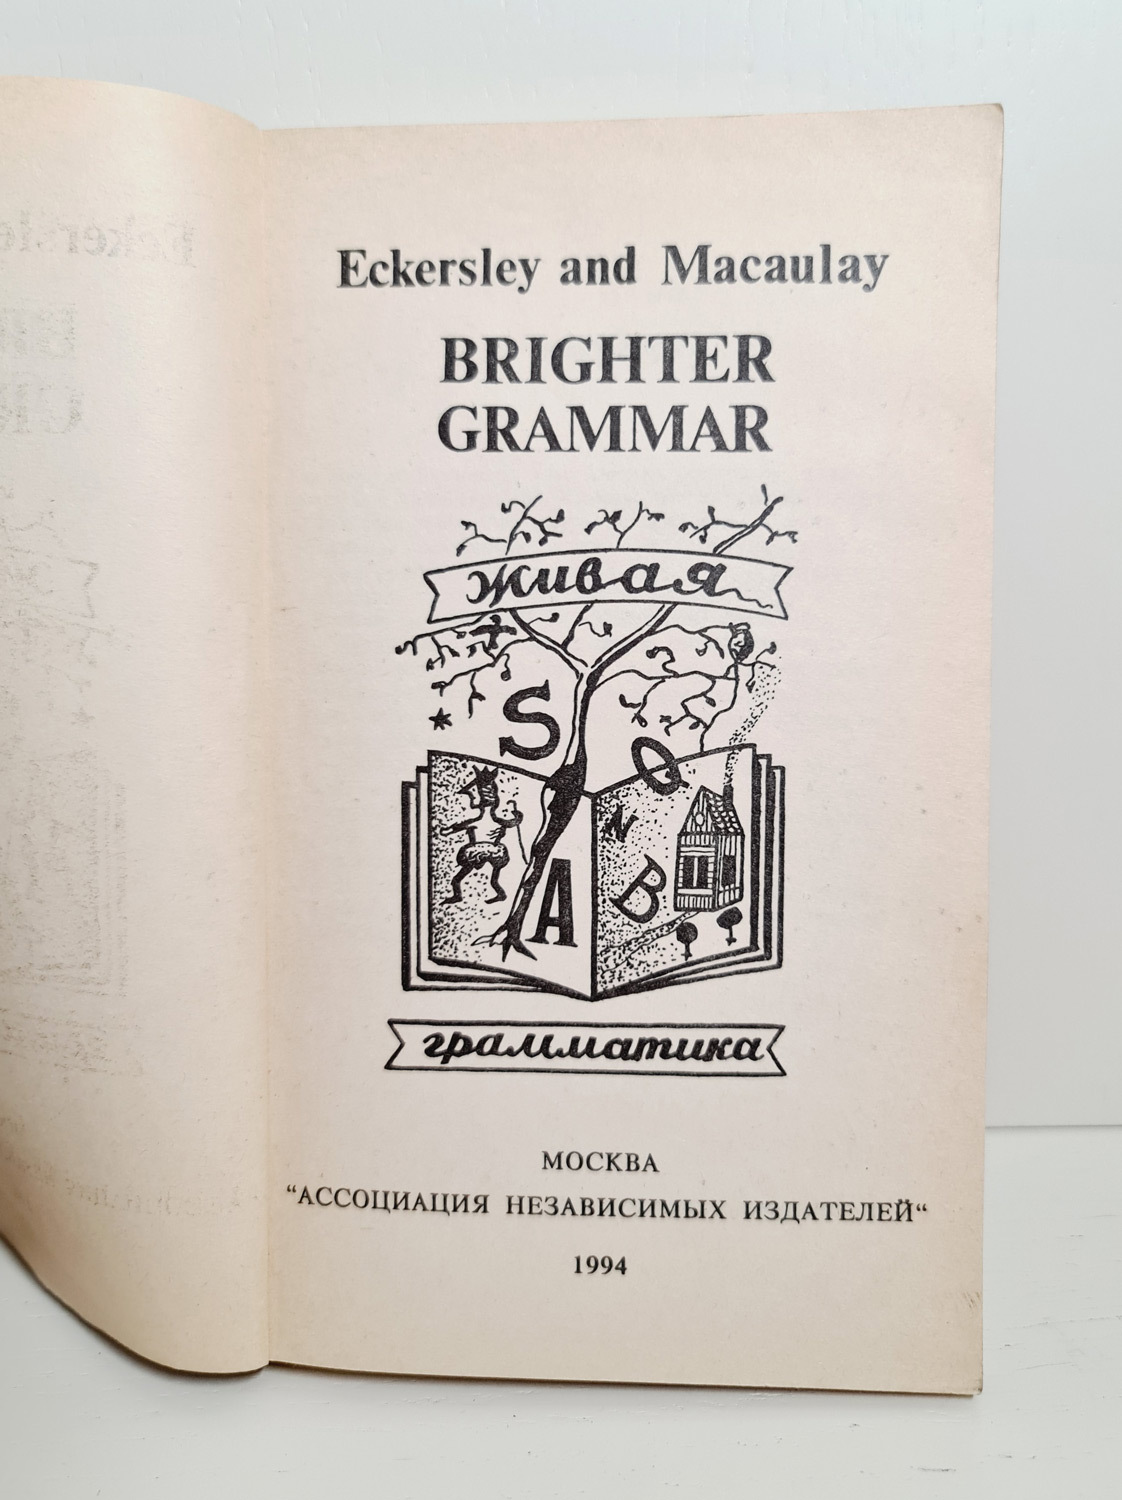 Eckersley and Macaulay
BRIGHTER
GRAMMAR
живая
S
Q
N
A
B
грамматика
МОСКВА
“АССОЦИАЦИЯ НЕЗАВИСИМЫХ ИЗДАТЕЛЕЙ“
1994